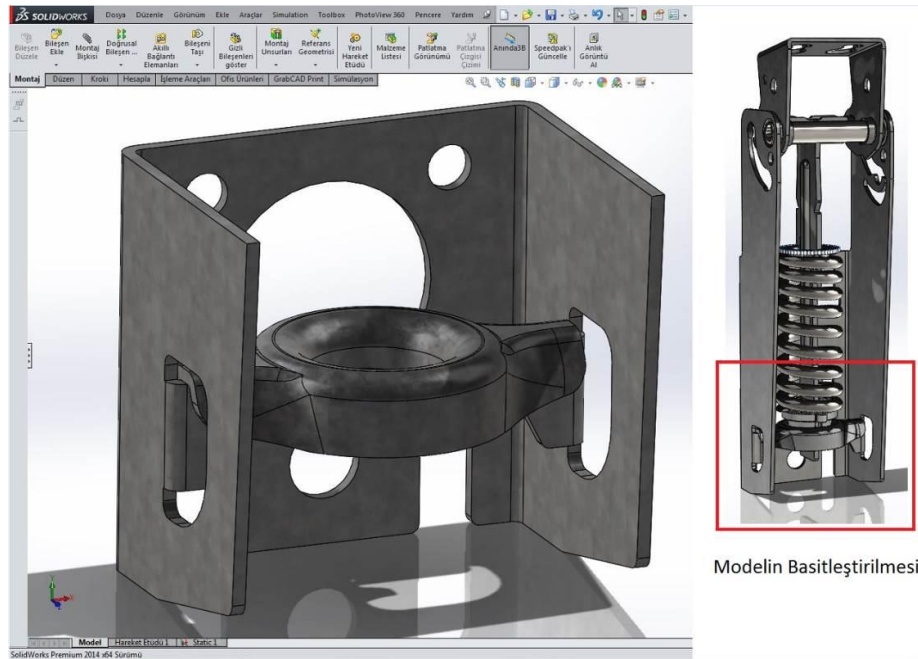 SOLIDWORKS Dosya Düzenle Görünüm Ekle Araçlar Simulation Toolbox PhotoView 360 Pencere Yardım
Bileşen Düzele
Bileşen Ekle
Montaj İlişkisi
Doğrusal Bileşen ...
Akıllı Bağlantı Elemanları
Bileşeni Taşı
Gizli Bileşenleri göster
Montaj Unsurları
Referans Geometrisi
Yeni Hareket Etüdü
Malzeme Listesi
Patlatma Görünümü
Patlatma Çizgisi Çizimi
Anında3B
Speedpak'ı Güncelle
Anlık Görüntü Al
Montaj Düzen Kroki Hesapla İşleme Araçları Ofis Ürünleri GrabCAD Print Simülasyon
Modelin Basitleştirilmesi
Model Hareket Etüdü 1 Static 1
SolidWorks Premium 2014 x64 Sürümü